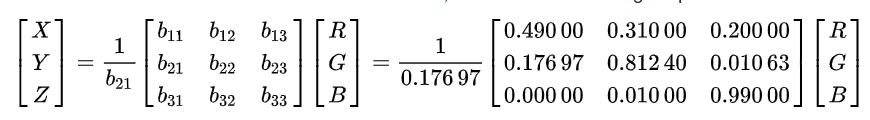 [X Y Z] = 1/b₂₁ [b₁₁ b₁₂ b₁₃; b₂₁ b₂₂ b₂₃; b₃₁ b₃₂ b₃₃] [R G B] = 1/0.176 97 [0.490 00 0.310 00 0.200 00; 0.176 97 0.812 40 0.010 63; 0.000 00 0.010 00 0.990 00] [R G B]